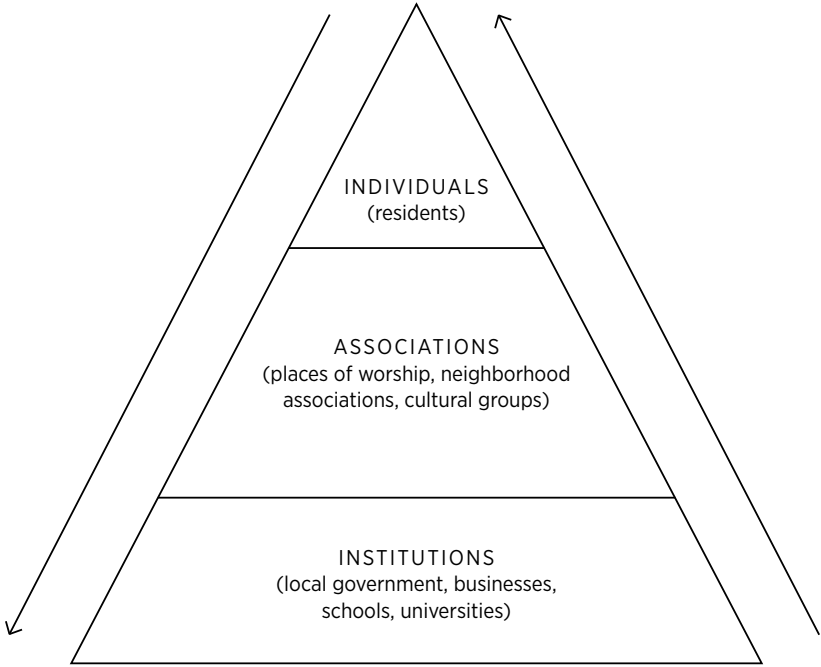 INDIVIDUALS
(residents)
ASSOCIATIONS
(places of worship, neighborhood
associations, cultural groups)
INSTITUTIONS
(local government, businesses,
schools, universities)